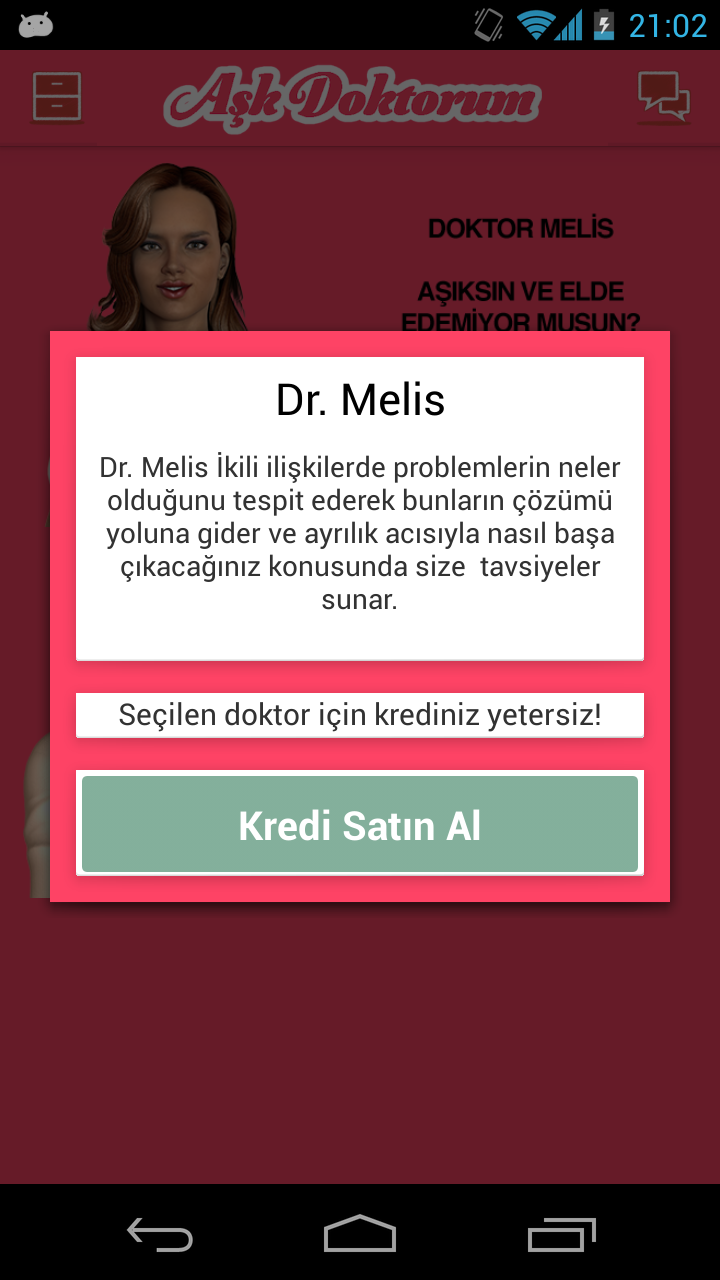 21:02
Aşk Doktorum
DOKTOR MELİS
AŞIKSIN VE ELDE
EDEMİYOR MUSUN?
Dr. Melis
Dr. Melis İkili ilişkilerde problemlerin neler
olduğunu tespit ederek bunların çözümü
yoluna gider ve ayrılık acısıyla nasıl başa
çıkacağınız konusunda size  tavsiyeler
sunar.
Seçilen doktor için krediniz yetersiz!
Kredi Satın Al